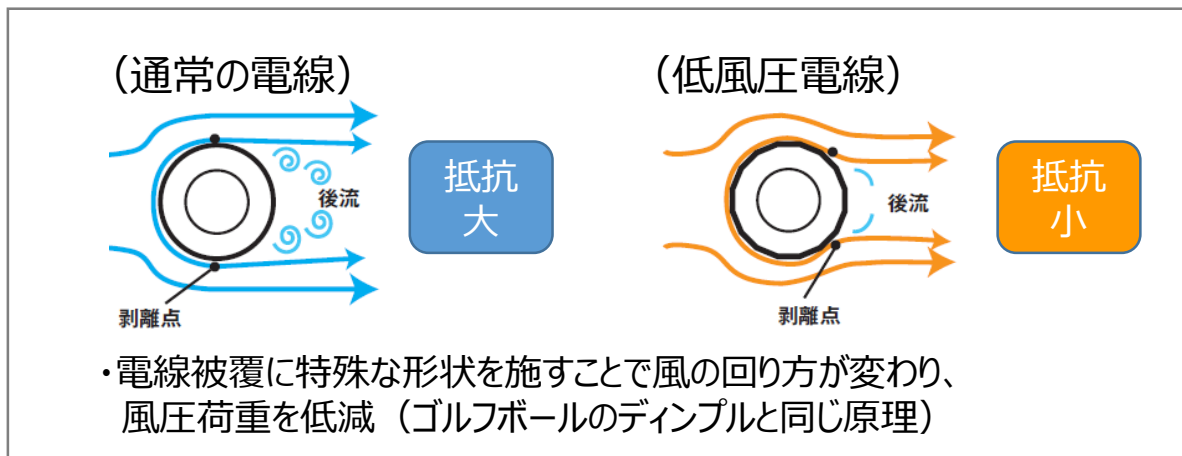 （通常の電線）
（低風圧電線）
抵抗
大
後流
剥離点
抵抗
小
後流
剥離点
・電線被覆に特殊な形状を施すことで風の回り方が変わり、
風圧荷重を低減（ゴルフボールのディンプルと同じ原理）